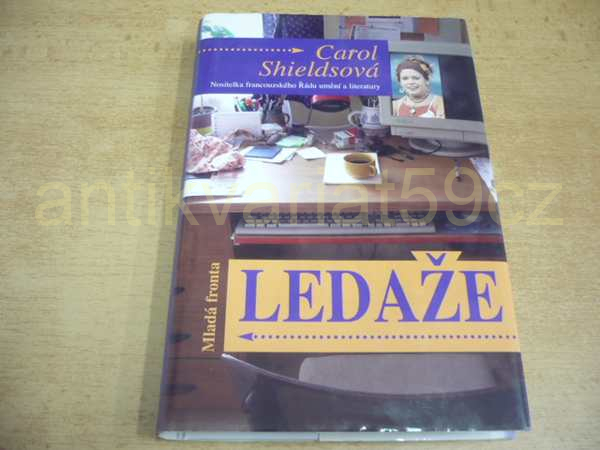 Carol
Shieldsová
Nositelka francouzského Řádu umění a literatury
antikvariat59cz
Mladá fronta
LEDAŽE